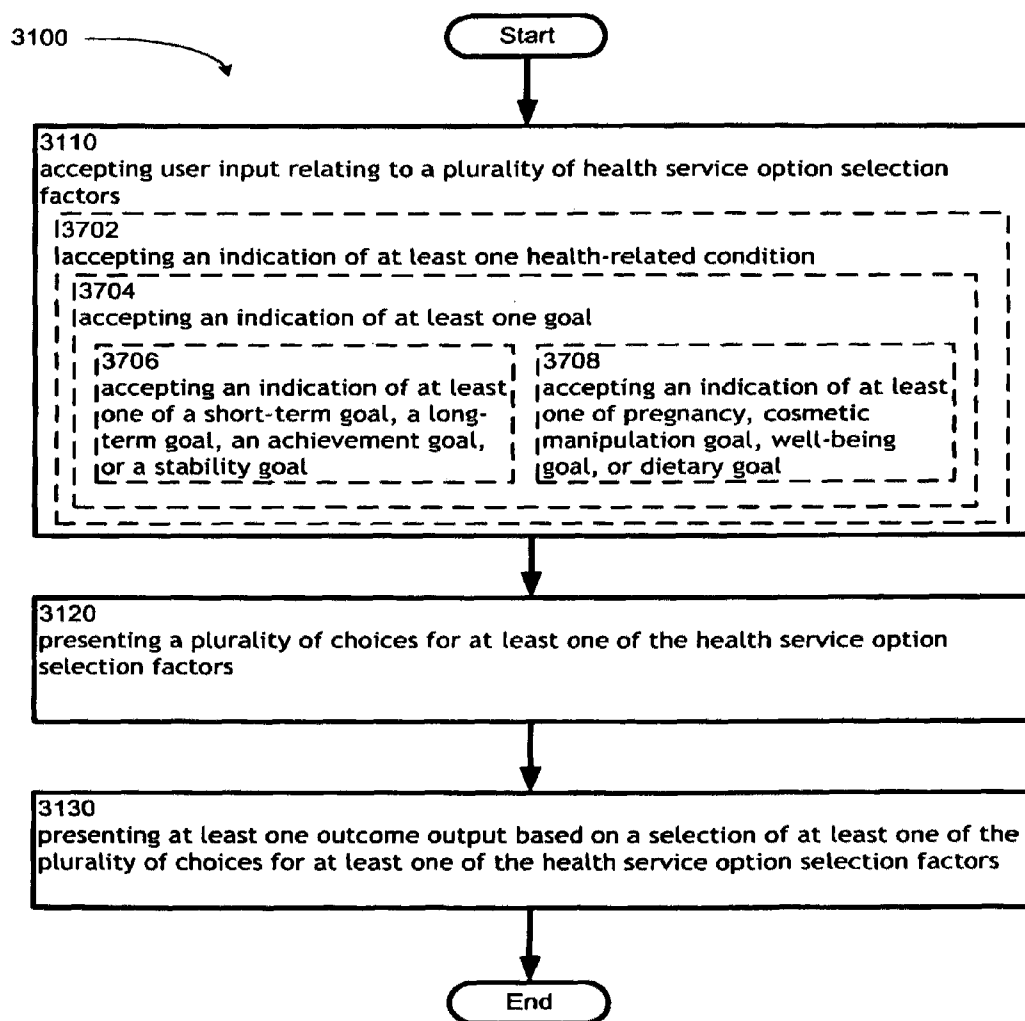 3100
Start
3110
accepting user input relating to a plurality of health service option selection
factors
3702
accepting an indication of at least one health-related condition
3704
accepting an indication of at least one goal
3706
accepting an indication of at least
one of a short-term goal, a long-
term goal, an achievement goal,
or a stability goal
3708
accepting an indication of at least
one of pregnancy, cosmetic
manipulation goal, well-being
goal, or dietary goal
3120
presenting a plurality of choices for at least one of the health service option
selection factors
3130
presenting at least one outcome output based on a selection of at least one of the
plurality of choices for at least one of the health service option selection factors
End